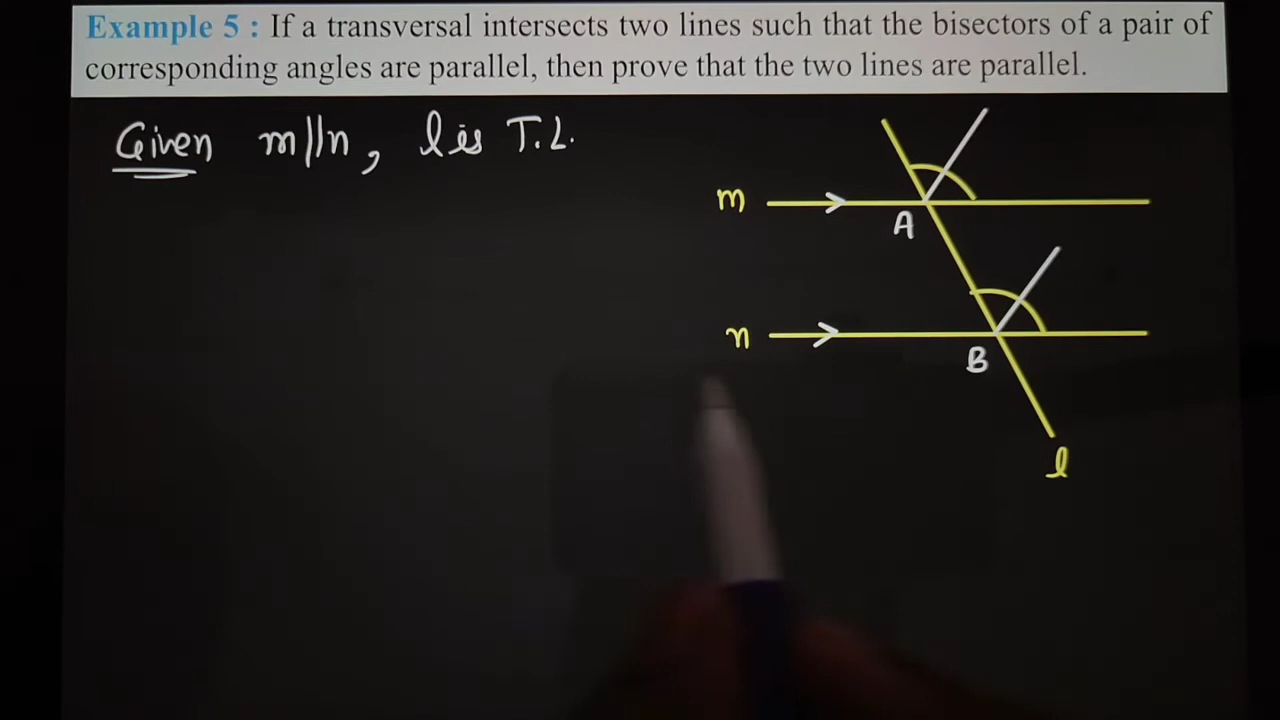 Example 5 : If a transversal intersects two lines such that the bisectors of a pair of
corresponding angles are parallel, then prove that the two lines are parallel.
Given m||n, l is T.L.
m
A
n
B
l